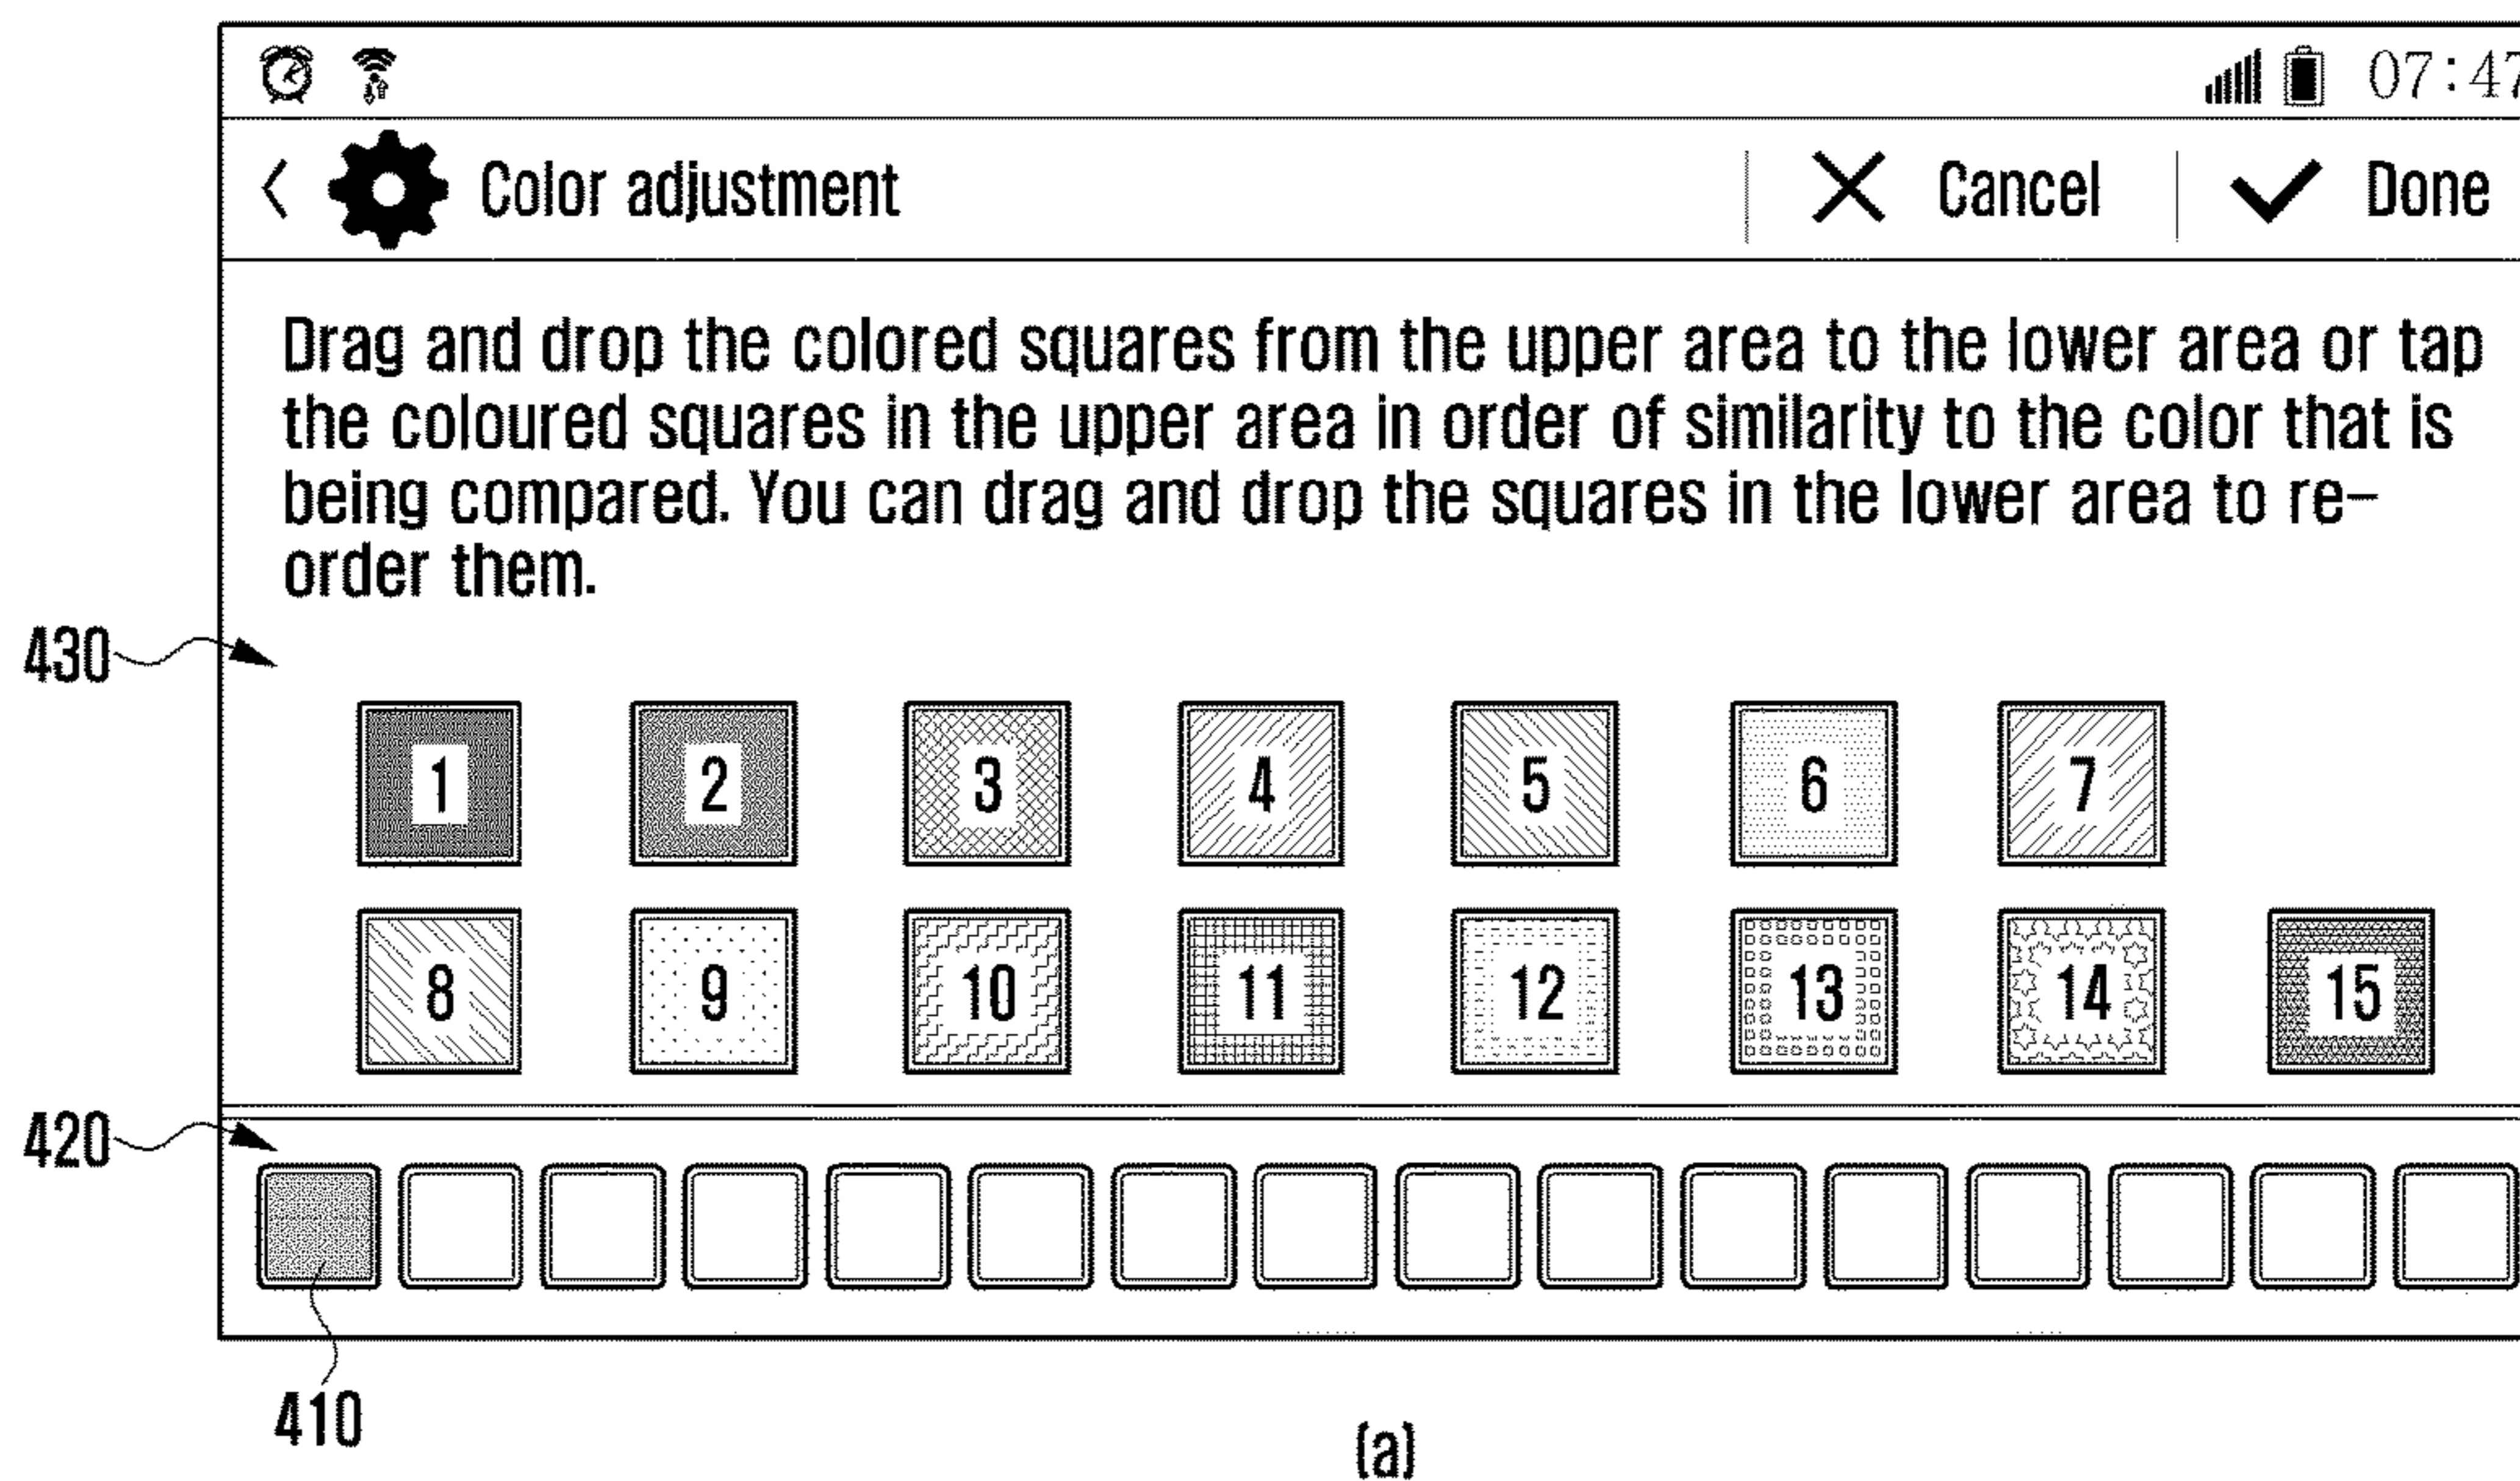 07:47
Color adjustment Cancel Done
Drag and drop the colored squares from the upper area to the lower area or tap
the coloured squares in the upper area in order of similarity to the color that is
being compared. You can drag and drop the squares in the lower area to re-
order them.
430
1 2 3 4 5 6 7
8 9 10 11 12 13 14 15
420
410
(a)